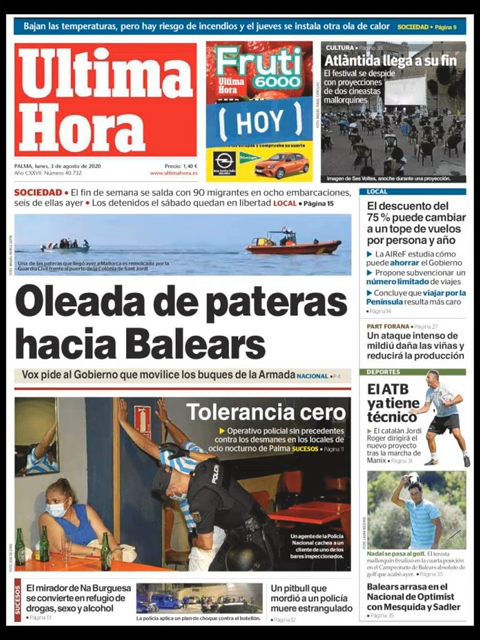 Bajan las temperaturas, pero hay riesgo de incendios y el jueves se instala otra ola de calor SOCIEDAD • Página 9
Ultima
Hora
PALMA, lunes, 3 de agosto de 2020 Precio: 1,40 €
Año CXXVII. Número 40.732 www.ultimahora.es
Fruti
Ultima
Hora
6000
[HOY]
CULTURA • Página
Atlàntida llega a su fin
El festival se despide
con proyecciones
de dos cineastas
mallorquines
Imagen de Ses Voltes, anoche durante una proyección.
SOCIEDAD • El fin de semana se salda con 90 migrantes en ocho embarcaciones,
seis de ellas ayer • Los detenidos el sábado quedan en libertad LOCAL • Página 15
Una de las pateras que llegó ayer a Mallorca es remolcada por la
Guardia Civil frente al puerto de la Colònia de Sant Jordi
Oleada de pateras
hacia Balears
Vox pide al Gobierno que movilice los buques de la Armada NACIONAL • P.4
LOCAL
El descuento del
75 % puede cambiar
a un tope de vuelos
por persona y año
▶ La AIReF estudia cómo
puede ahorrar el Gobierno
▶ Propone subvencionar un
número limitado de viajes
▶ Concluye que viajar por la
Península resulta más caro
• Página 14
PART FORANA • Página 27
Un ataque intenso de
mildiú daña las viñas y
reducirá la producción
DEPORTES
El ATB
ya tiene
técnico
▶ El catalán Jordi
Roger dirigirá el
nuevo proyecto
tras la marcha de
Manix • Página 31
Nadal se pasa al golf. El tenista
mallorquín finalizó en la cuarta posición
en el Campeonato de Balears absoluto de
golf que acabó ayer. • Página 33
Balears arrasa en el
Nacional de Optimist
con Mesquida y Sadler
• Página 34
Tolerancia cero
▶ Operativo policial sin precedentes
contra los desmanes en los locales de
ocio nocturno de Palma SUCESOS • Página 11
Un agente de la Policía
Nacional cachea a un
cliente de uno de los
bares inspeccionados.
SUCESOS
El mirador de Na Burguesa
se convierte en refugio de
drogas, sexo y alcohol • Página 13
La policía aplica un plan de choque contra el botellón.
Un pitbull que
mordió a un policía
muere estrangulado
• Página 12